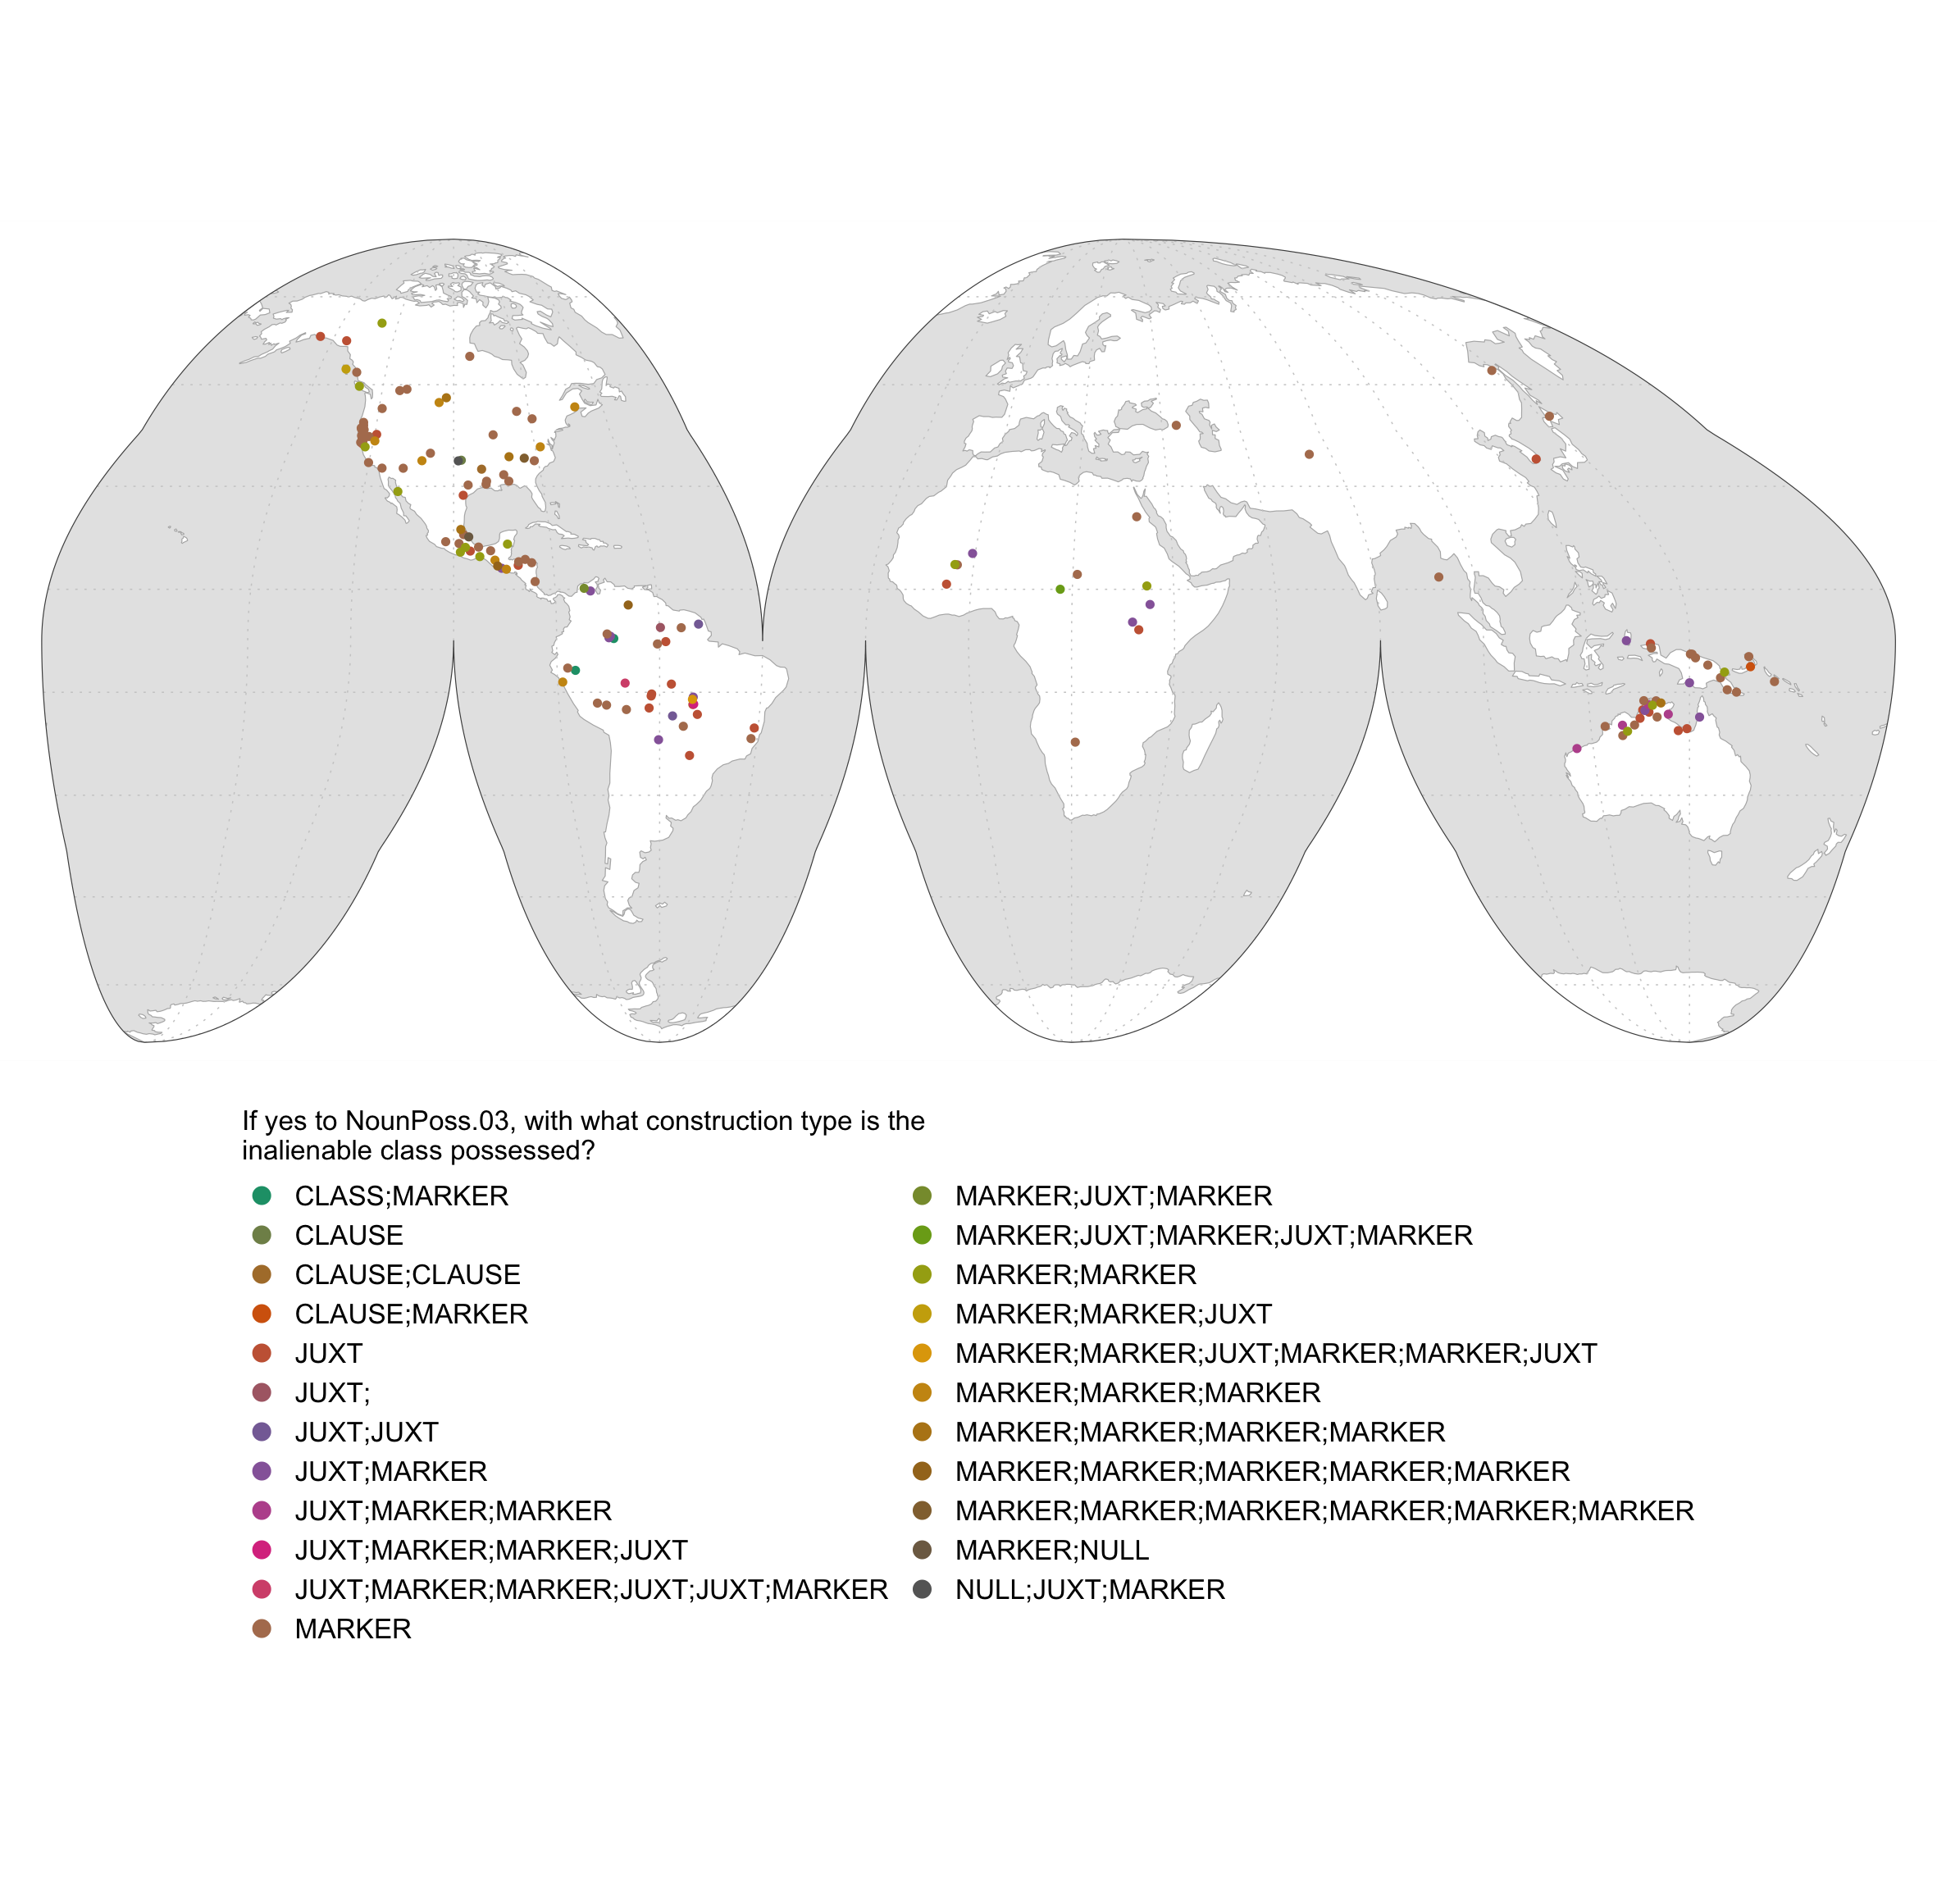 If yes to NounPoss.03, with what construction type is the
inalienable class possessed?
CLASS;MARKER
CLAUSE
CLAUSE;CLAUSE
CLAUSE;MARKER
JUXT
JUXT;
JUXT;JUXT
JUXT;MARKER
JUXT;MARKER;MARKER
JUXT;MARKER;MARKER;JUXT
JUXT;MARKER;MARKER;JUXT;JUXT;MARKER
MARKER
MARKER;JUXT;MARKER
MARKER;JUXT;MARKER;JUXT;MARKER
MARKER;MARKER
MARKER;MARKER;JUXT
MARKER;MARKER;JUXT;MARKER;MARKER;JUXT
MARKER;MARKER;MARKER
MARKER;MARKER;MARKER;MARKER
MARKER;MARKER;MARKER;MARKER;MARKER
MARKER;MARKER;MARKER;MARKER;MARKER;MARKER
MARKER;NULL
NULL;JUXT;MARKER